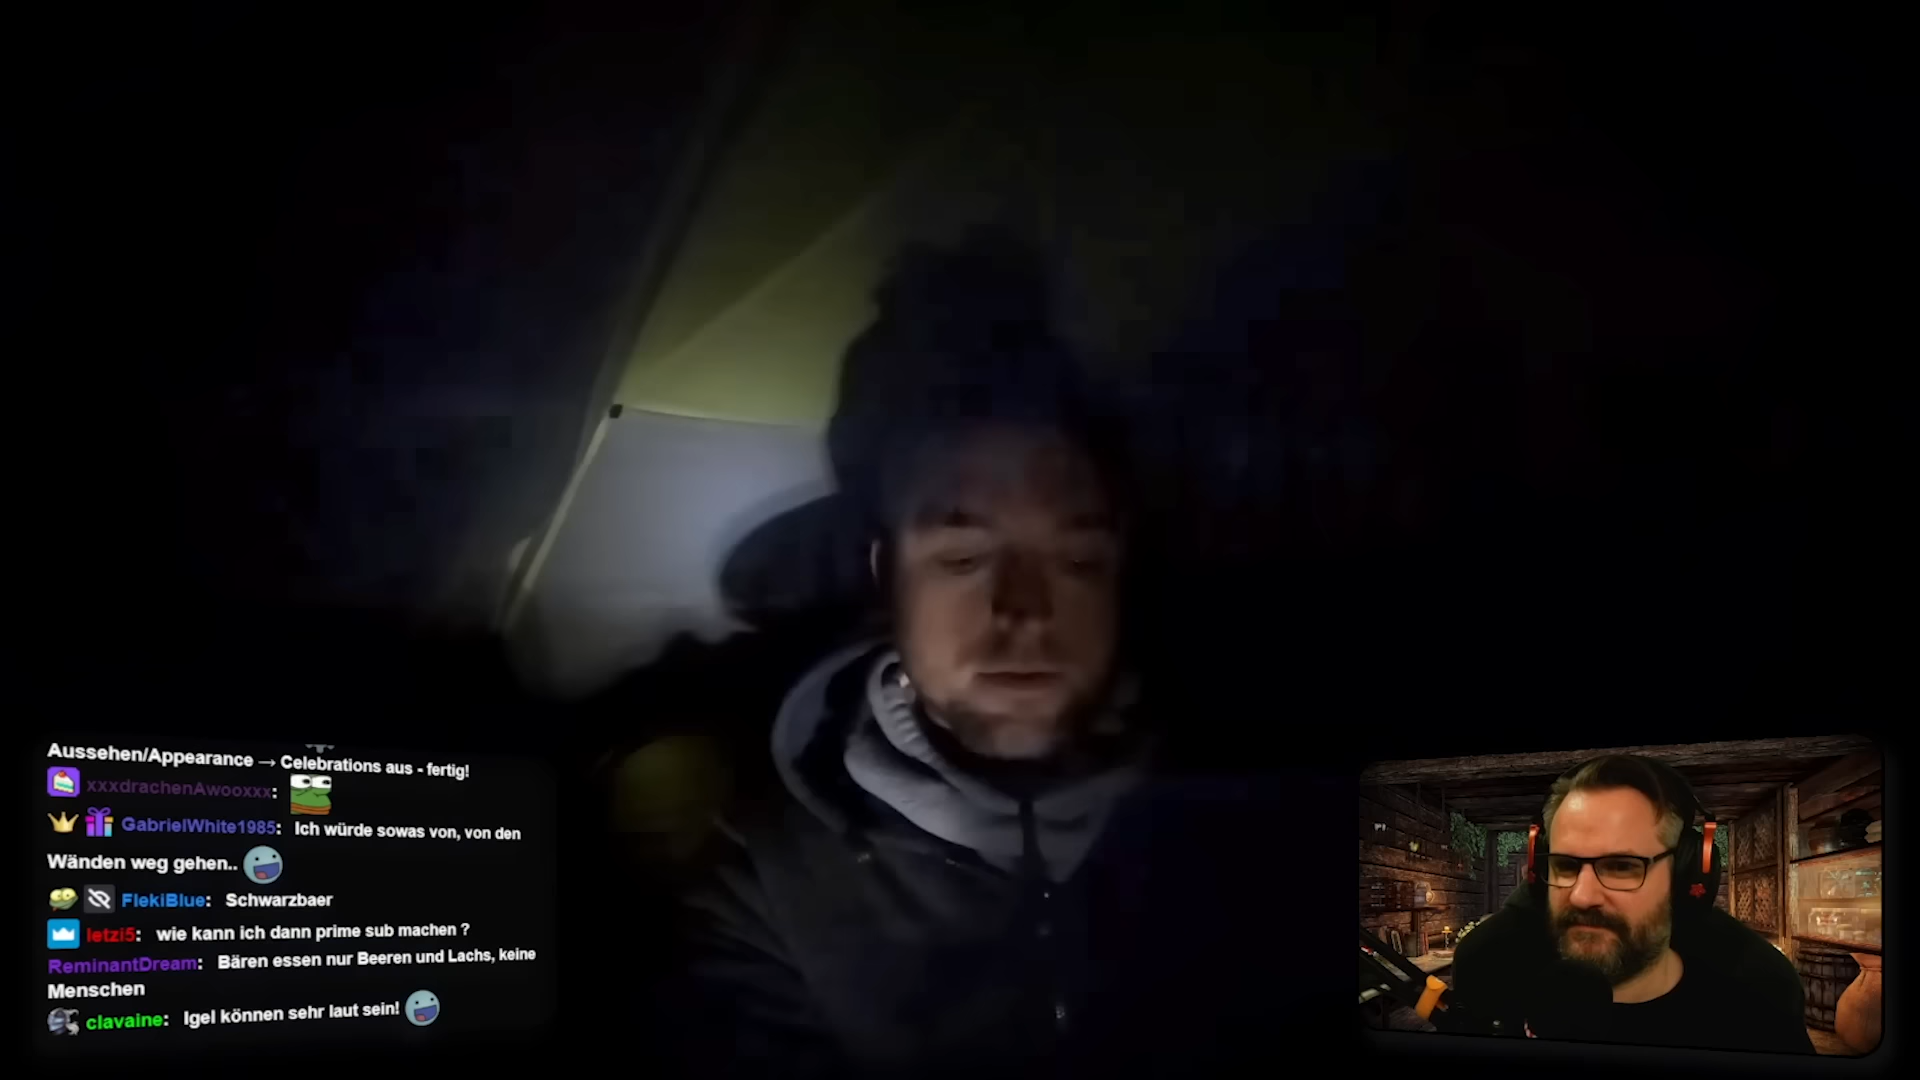 Aussehen/Appearance → Celebrations aus - fertig!
xxxdrachenAwooxxx:
GabrielWhite1985: Ich würde sowas von, von den
Wänden weg gehen..
FlekiBlue: Schwarzbaer
letzi5: wie kann ich dann prime sub machen ?
ReminantDream: Bären essen nur Beeren und Lachs, keine
Menschen
clavaine: Igel können sehr laut sein!